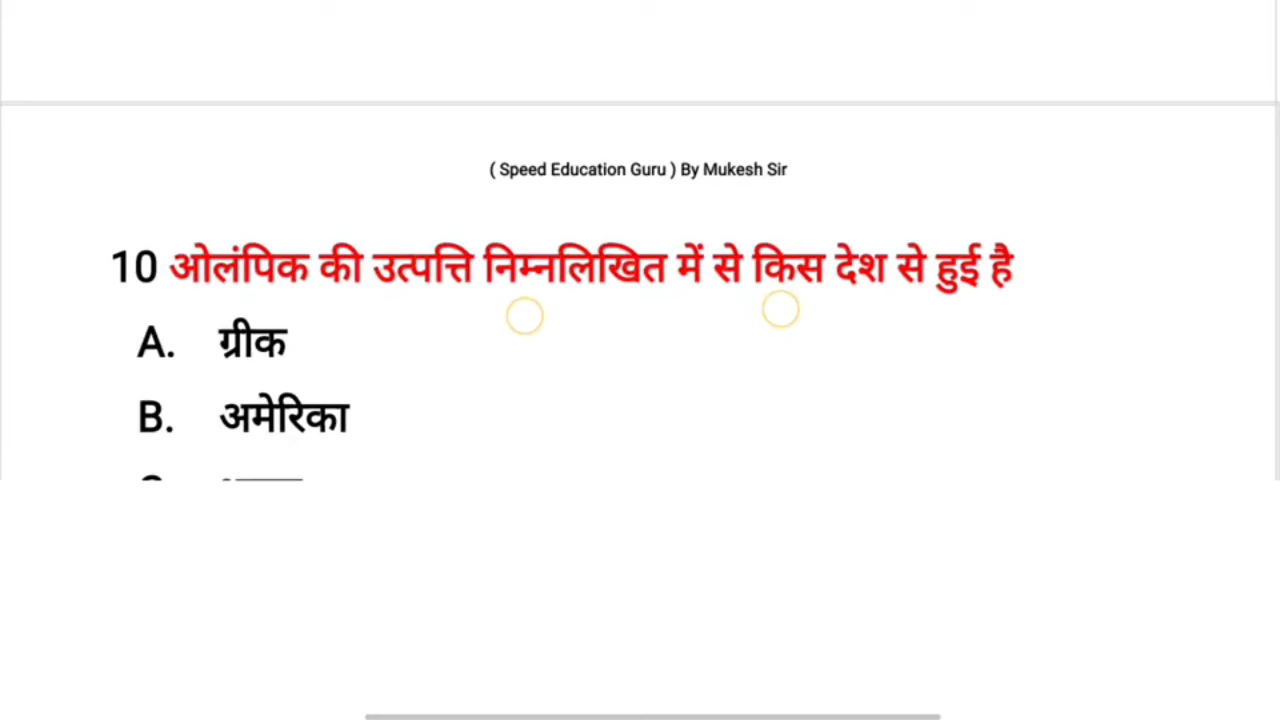 ( Speed Education Guru ) By Mukesh Sir
10 ओलंपिक की उत्पत्ति निम्नलिखित में से किस देश से हुई है
A. ग्रीक
B. अमेरिका